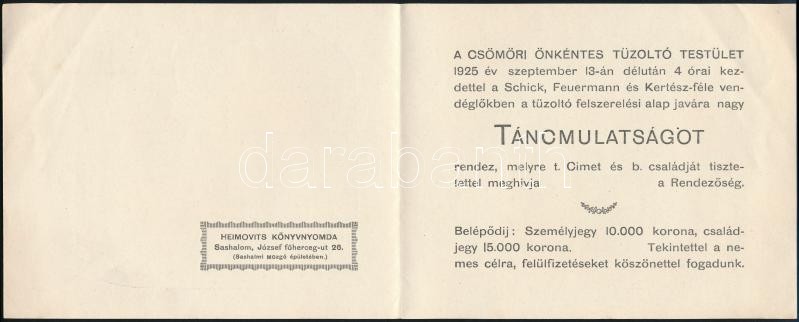 HEIMOVITS KÖNYVNYOMDA
Sashalom, József főherceg-ut 26.
(Sashalmi Mozgó épületében.)
A CSÖMÖRI ÖNKÉNTES TÜZOLTÓ TESTÜLET
1925 év szeptember 13-án délután 4 órai kez-
dettel a Schick, Feuermann és Kertész-féle ven-
déglőkben a tüzoltó felszerelési alap javára nagy
TÁNCMULATSÁGOT
rendez, melyre t. Cimet és b. családját tiszte-
tettel meghivja a Rendezőség.
Belépődij: Személyjegy 10.000 korona, család-
jegy 15.000 korona. Tekintettel a ne-
mes célra, felülfizetéseket köszönettel fogadunk.
darabanth